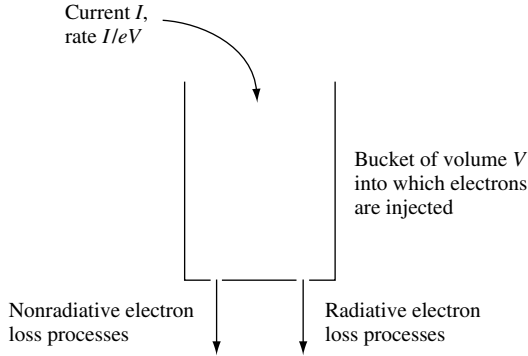 Current I,
rate I/eV
Bucket of volume V
into which electrons
are injected
Nonradiative electron
loss processes
Radiative electron
loss processes